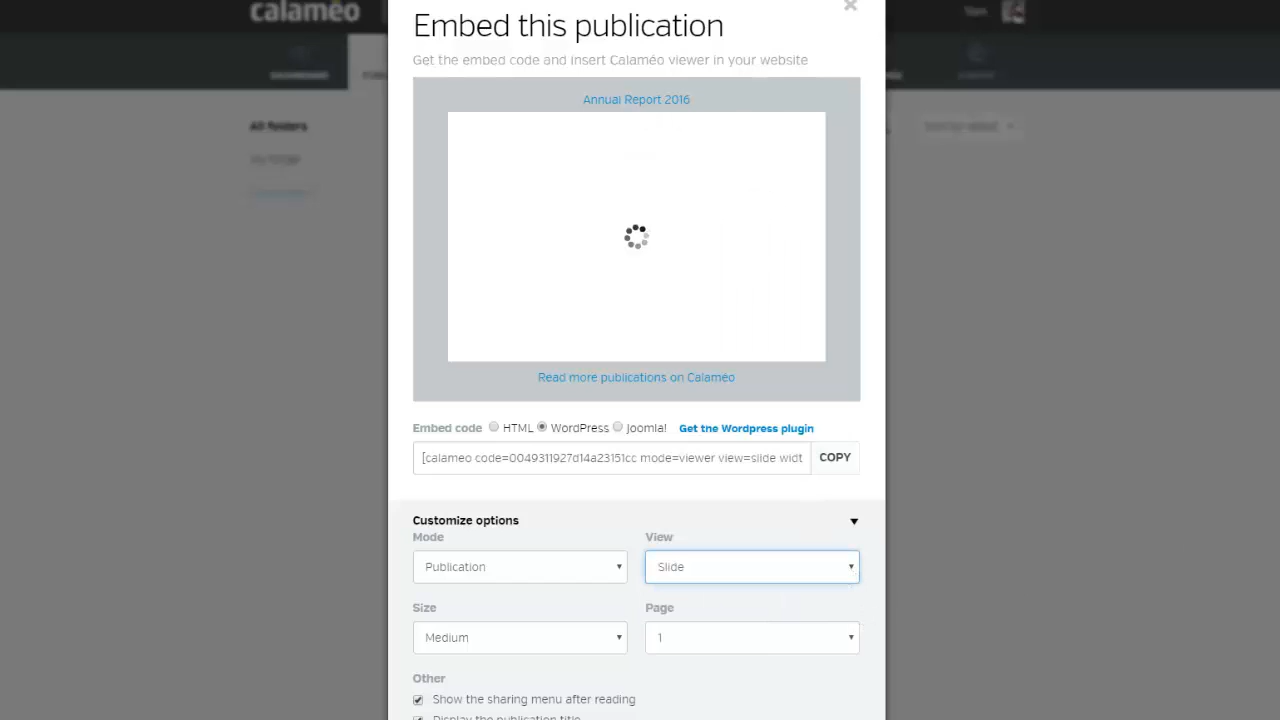 calaméo
Tom
Embed this publication
Get the embed code and insert Calaméo viewer in your website
DASHBOARD
All folders
Annual Report 2016
Read more publications on Calaméo
Embed code HTML WordPress Joomla! Get the Wordpress plugin
[calameo code=0049311927d14a23151cc mode=viewer view=slide widt COPY
Customize options
Mode View
Publication Slide
Size Page
Medium 1
Other
Show the sharing menu after reading
Display the publication title